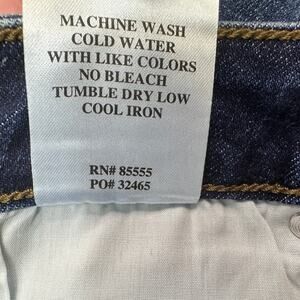 MACHINE WASH
COLD WATER
WITH LIKE COLORS
NO BLEACH
TUMBLE DRY LOW
COOL IRON
RN# 85555
PO# 32465